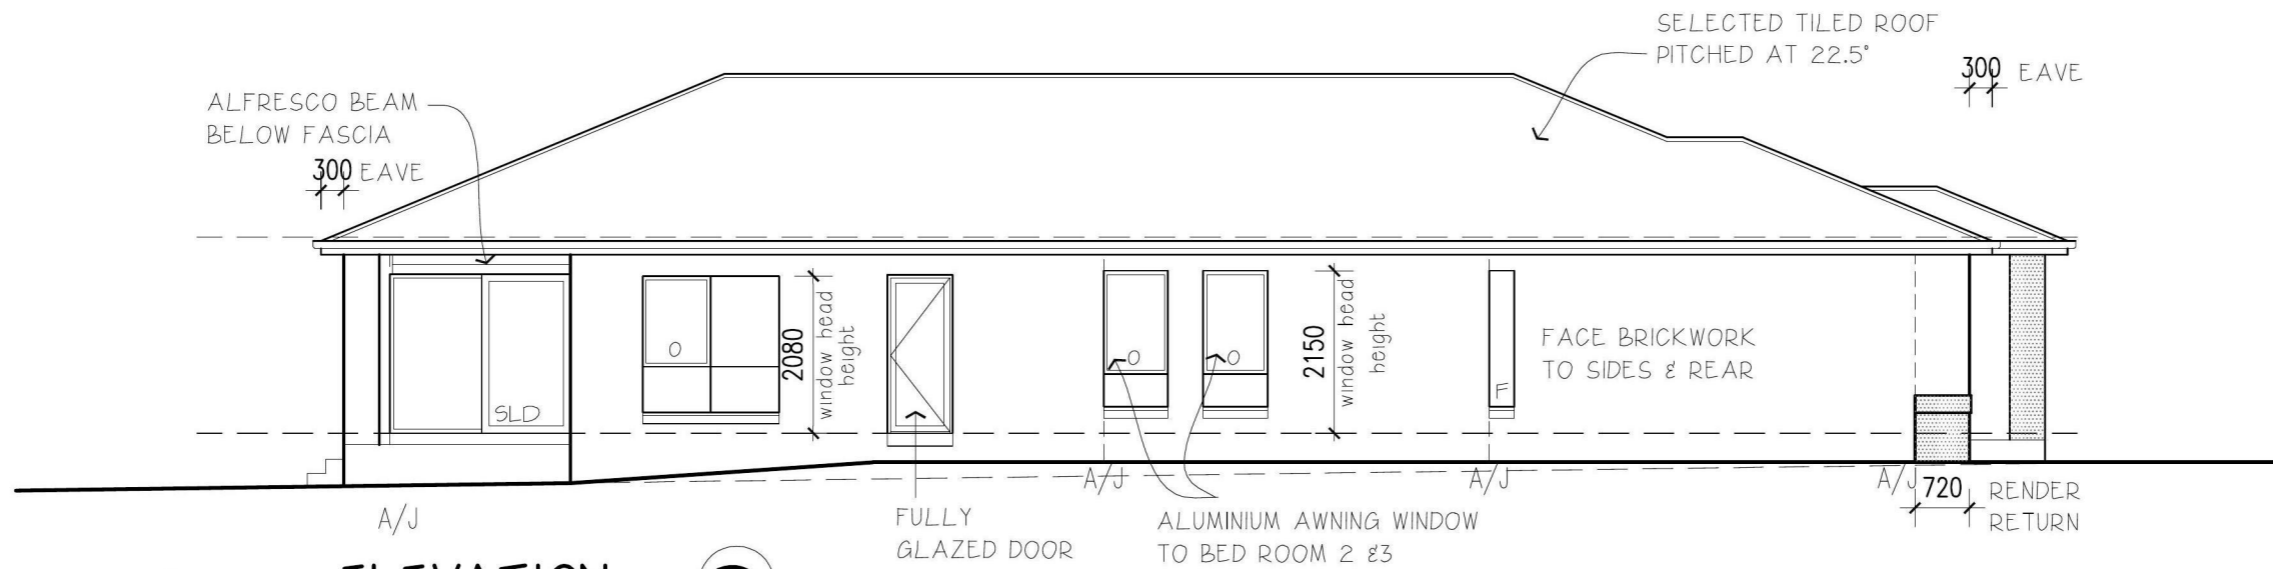 SELECTED TILED ROOF
PITCHED AT 22.5°
300 EAVE
ALFRESCO BEAM
BELOW FASCIA
300 EAVE
2080
window head
height
2150
window head
height
O
O
O
F
SLD
FACE BRICKWORK
TO SIDES & REAR
A/J
A/J
A/J
A/J
720 RENDER
RETURN
FULLY
GLAZED DOOR
ALUMINIUM AWNING WINDOW
TO BED ROOM 2 &3
ELEVATION